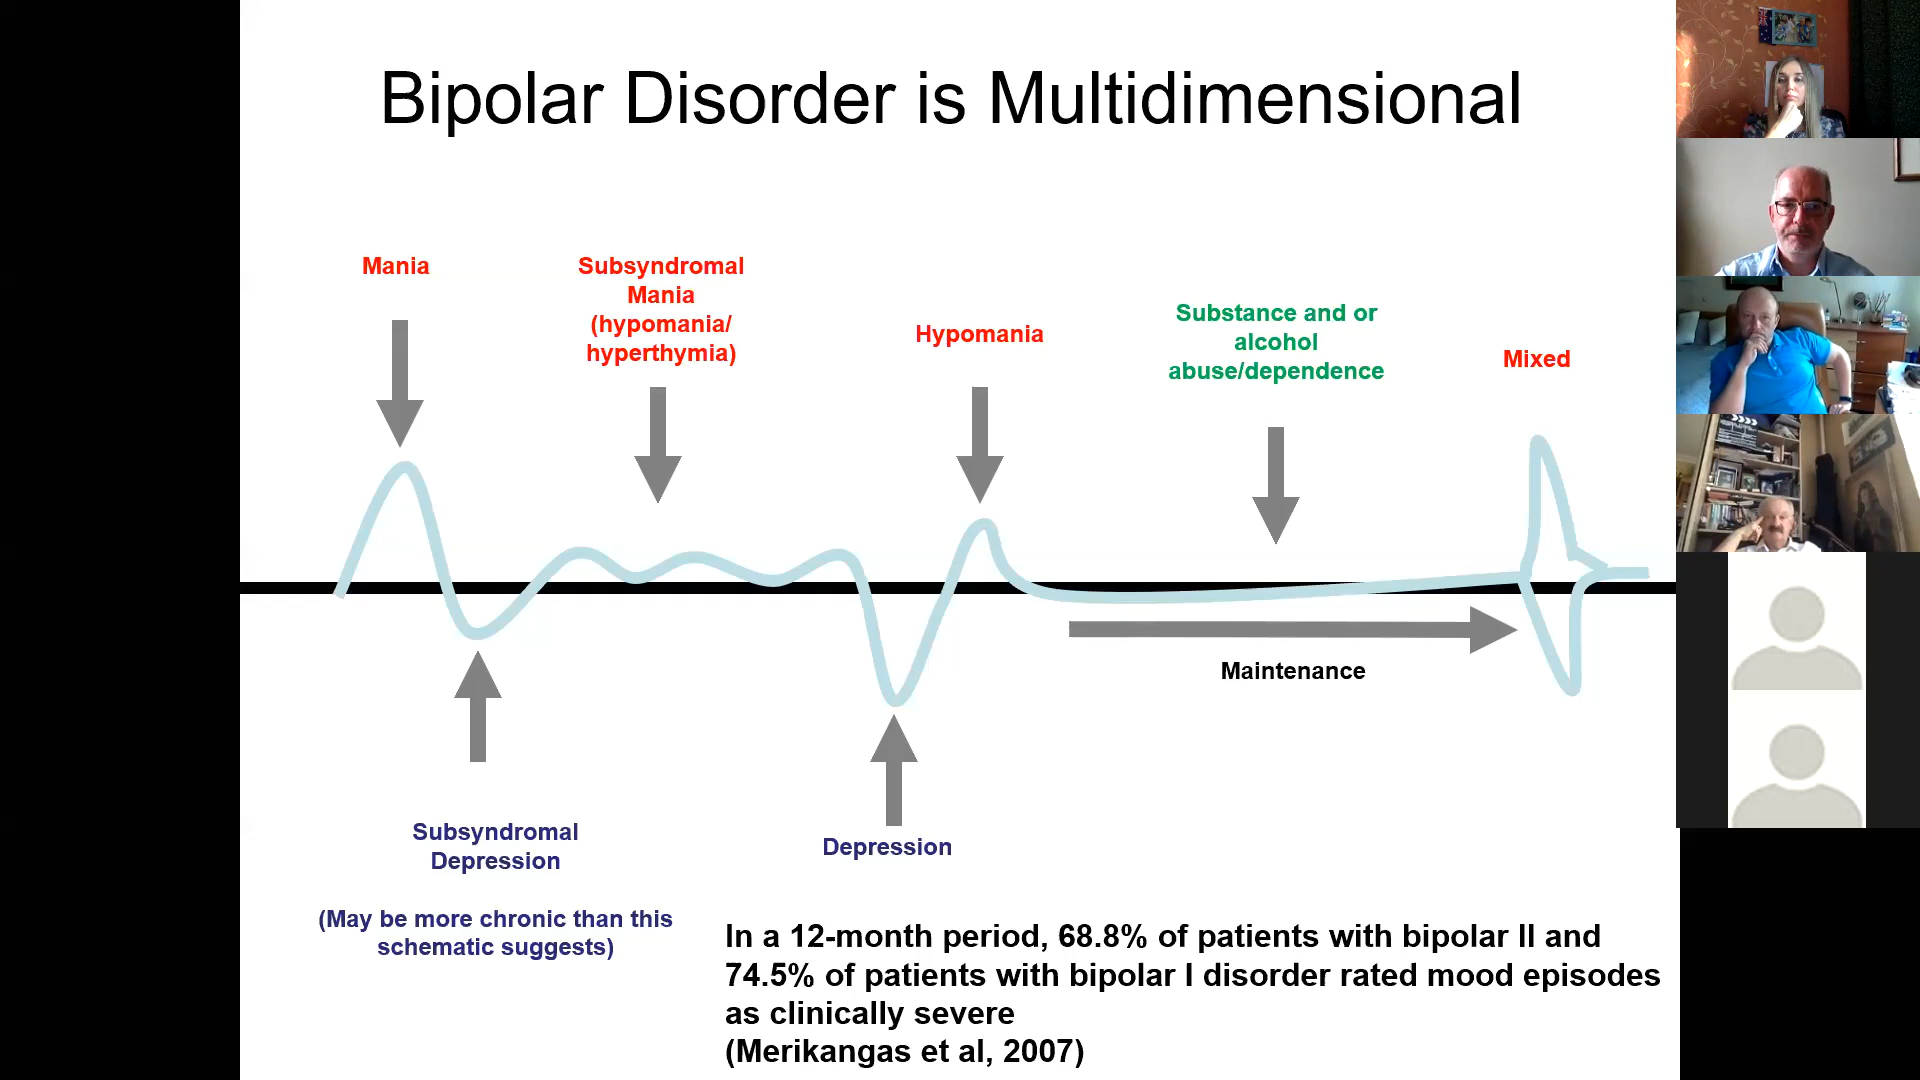 Bipolar Disorder is Multidimensional
Mania
Subsyndromal
Mania
(hypomania/
hyperthymia)
Hypomania
Substance and or
alcohol
abuse/dependence
Mixed
Maintenance
Subsyndromal
Depression
(May be more chronic than this
schematic suggests)
Depression
In a 12-month period, 68.8% of patients with bipolar II and
74.5% of patients with bipolar I disorder rated mood episodes
as clinically severe
(Merikangas et al, 2007)